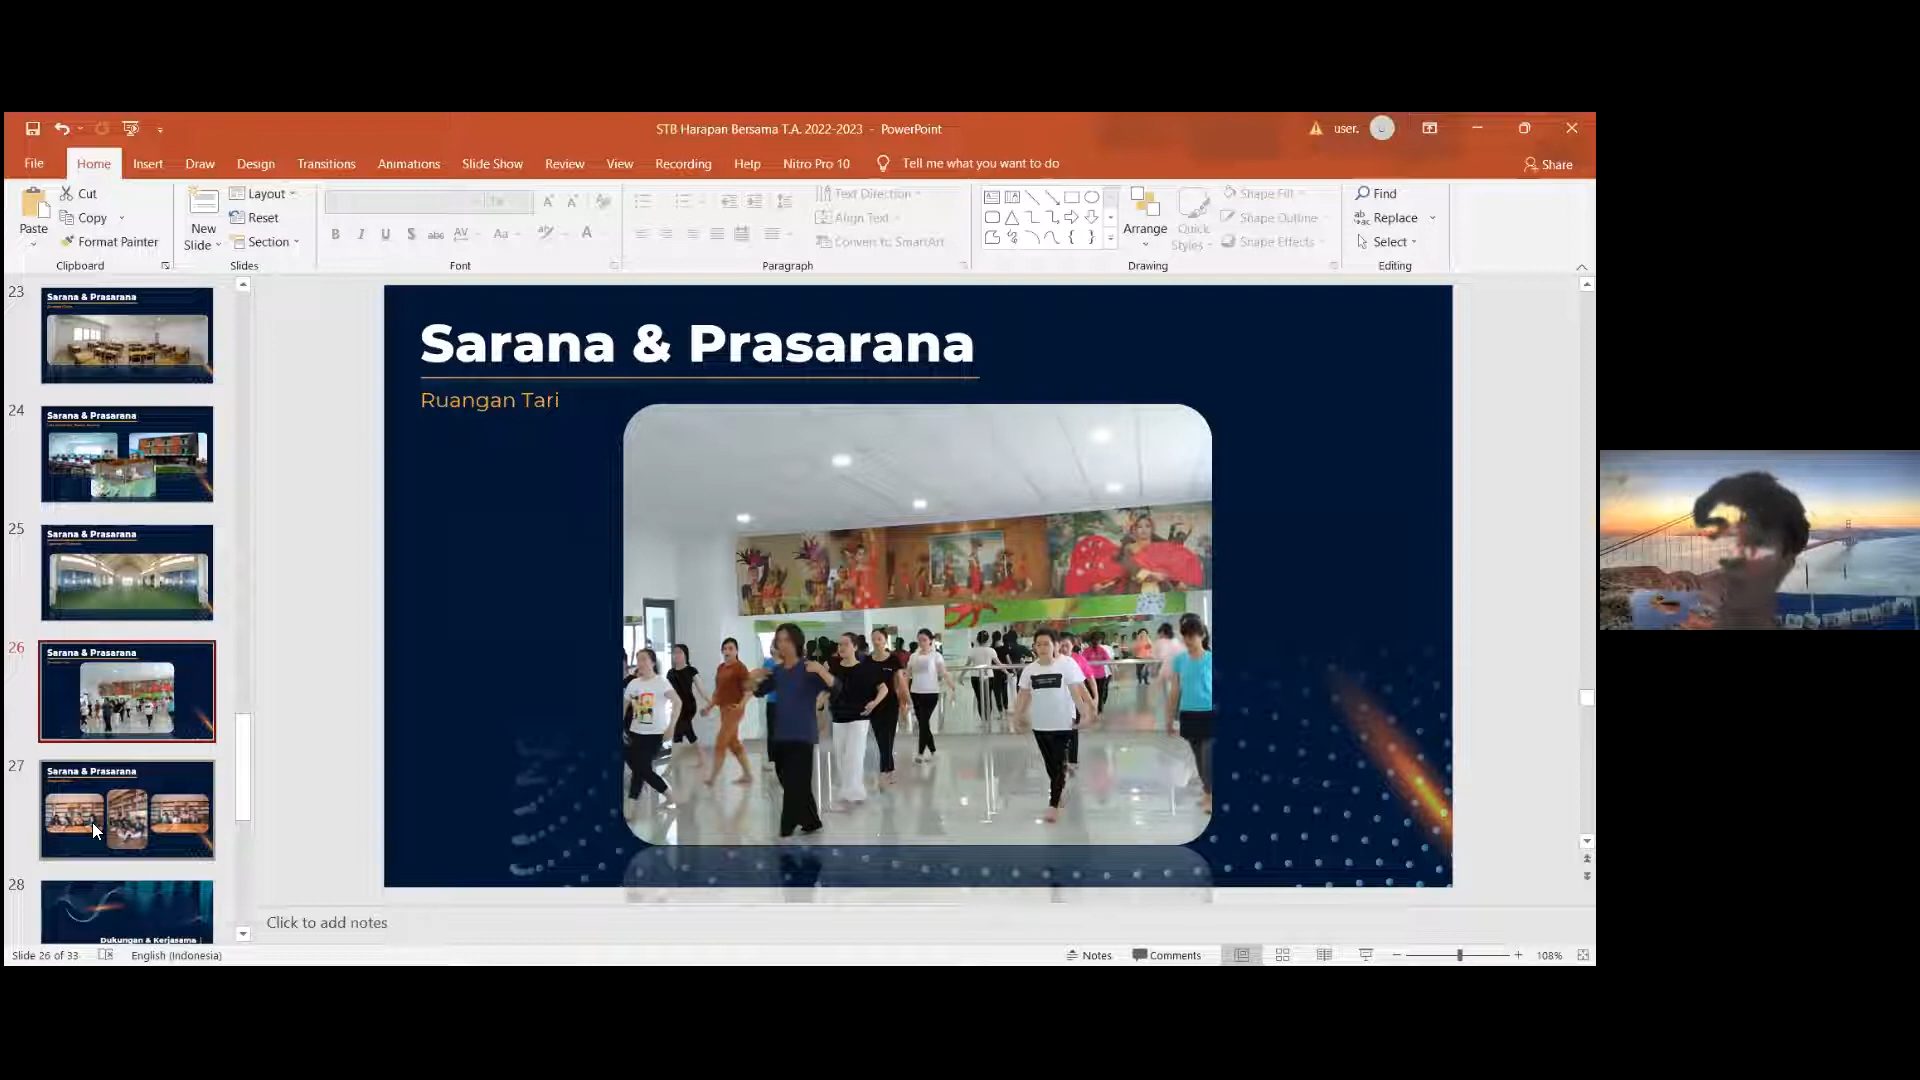 STB Harapan Bersama T.A. 2022-2023 - PowerPoint
user.
File Home Insert Draw Design Transitions Animations Slide Show Review View Recording Help Nitro Pro 10 Tell me what you want to do Share
Paste
Cut
Copy
Format Painter
Clipboard
New
Slide
Layout
Reset
Section
Slides
Font
Text Direction
Align Text
Convert to SmartArt
Paragraph
Arrange
Quick
Styles
Shape Fill
Shape Outline
Shape Effects
Drawing
Find
Replace
Select
Editing
23
Sarana & Prasarana
24
Sarana & Prasarana
25
Sarana & Prasarana
26
Sarana & Prasarana
27
Sarana & Prasarana
28
Dukungan & Kerjasama
Sarana & Prasarana
Ruangan Tari
Click to add notes
Slide 26 of 33 English (Indonesia) Notes Comments 108%